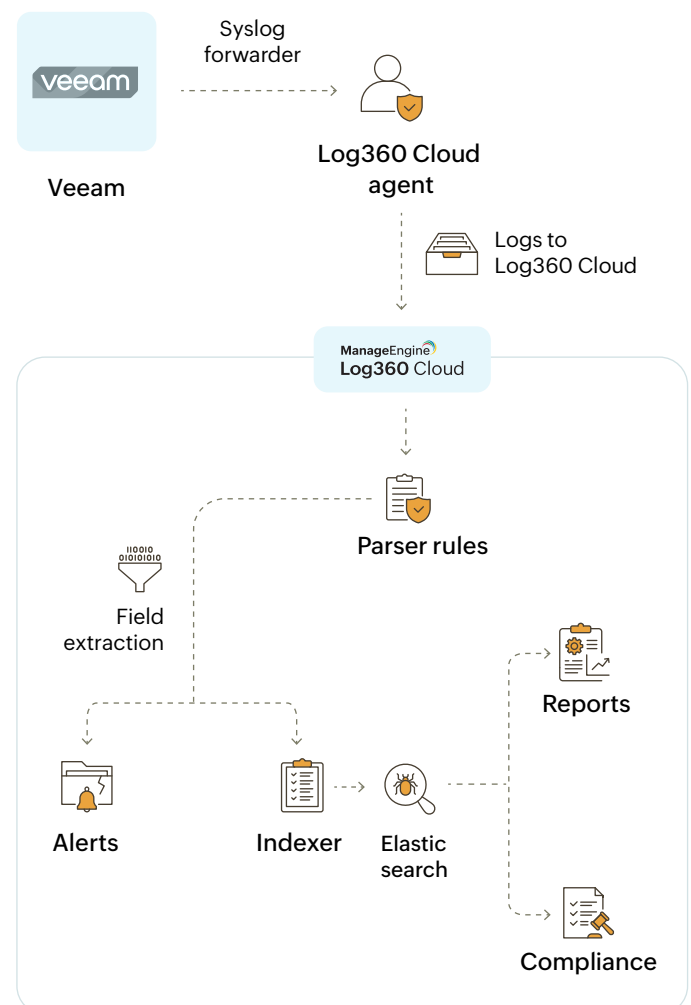 veeam
Veeam
Syslog
forwarder
Log360 Cloud
agent
Logs to
Log360 Cloud
ManageEngine
Log360 Cloud
Parser rules
110010
010101010
Field
extraction
Alerts
Indexer
Elastic
search
Reports
Compliance